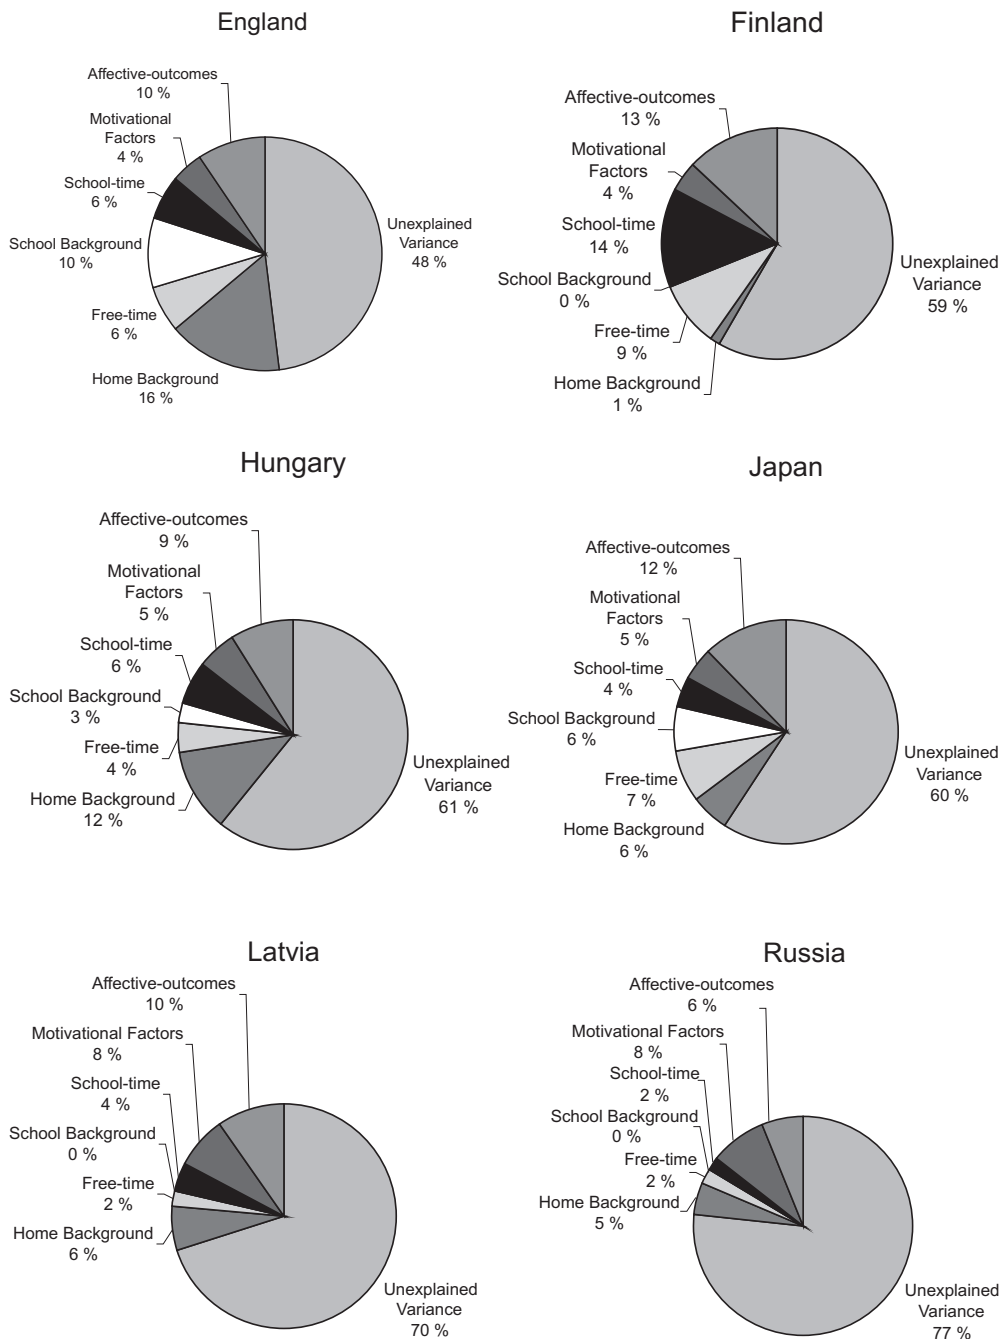 England
Affective-outcomes
10 %
Motivational
Factors
4 %
School-time
6 %
School Background
10 %
Free-time
6 %
Home Background
16 %
Unexplained
Variance
48 %
Finland
Affective-outcomes
13 %
Motivational
Factors
4 %
School-time
14 %
School Background
0 %
Free-time
9 %
Home Background
1 %
Unexplained
Variance
59 %
Hungary
Affective-outcomes
9 %
Motivational
Factors
5 %
School-time
6 %
School Background
3 %
Free-time
4 %
Home Background
12 %
Unexplained
Variance
61 %
Japan
Affective-outcomes
12 %
Motivational
Factors
5 %
School-time
4 %
School Background
6 %
Free-time
7 %
Home Background
6 %
Unexplained
Variance
60 %
Latvia
Affective-outcomes
10 %
Motivational Factors
8 %
School-time
4 %
School Background
0 %
Free-time
2 %
Home Background
6 %
Unexplained
Variance
70 %
Russia
Affective-outcomes
6 %
Motivational Factors
8 %
School-time
2 %
School Background
0 %
Free-time
2 %
Home Background
5 %
Unexplained
Variance
77 %